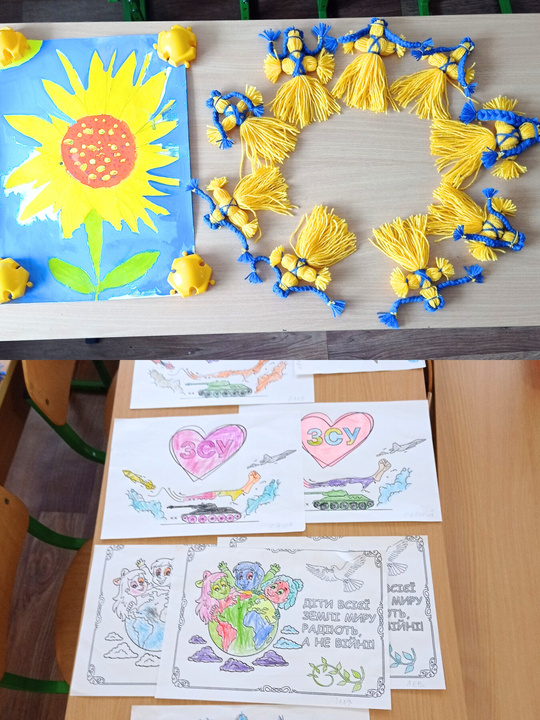 ЗСУ
ЗСУ
ДІТИ ВСІЄЇ
ЗЕМЛІ МИРУ
РАДІЮТЬ,
А НЕ ВІЙНІ!